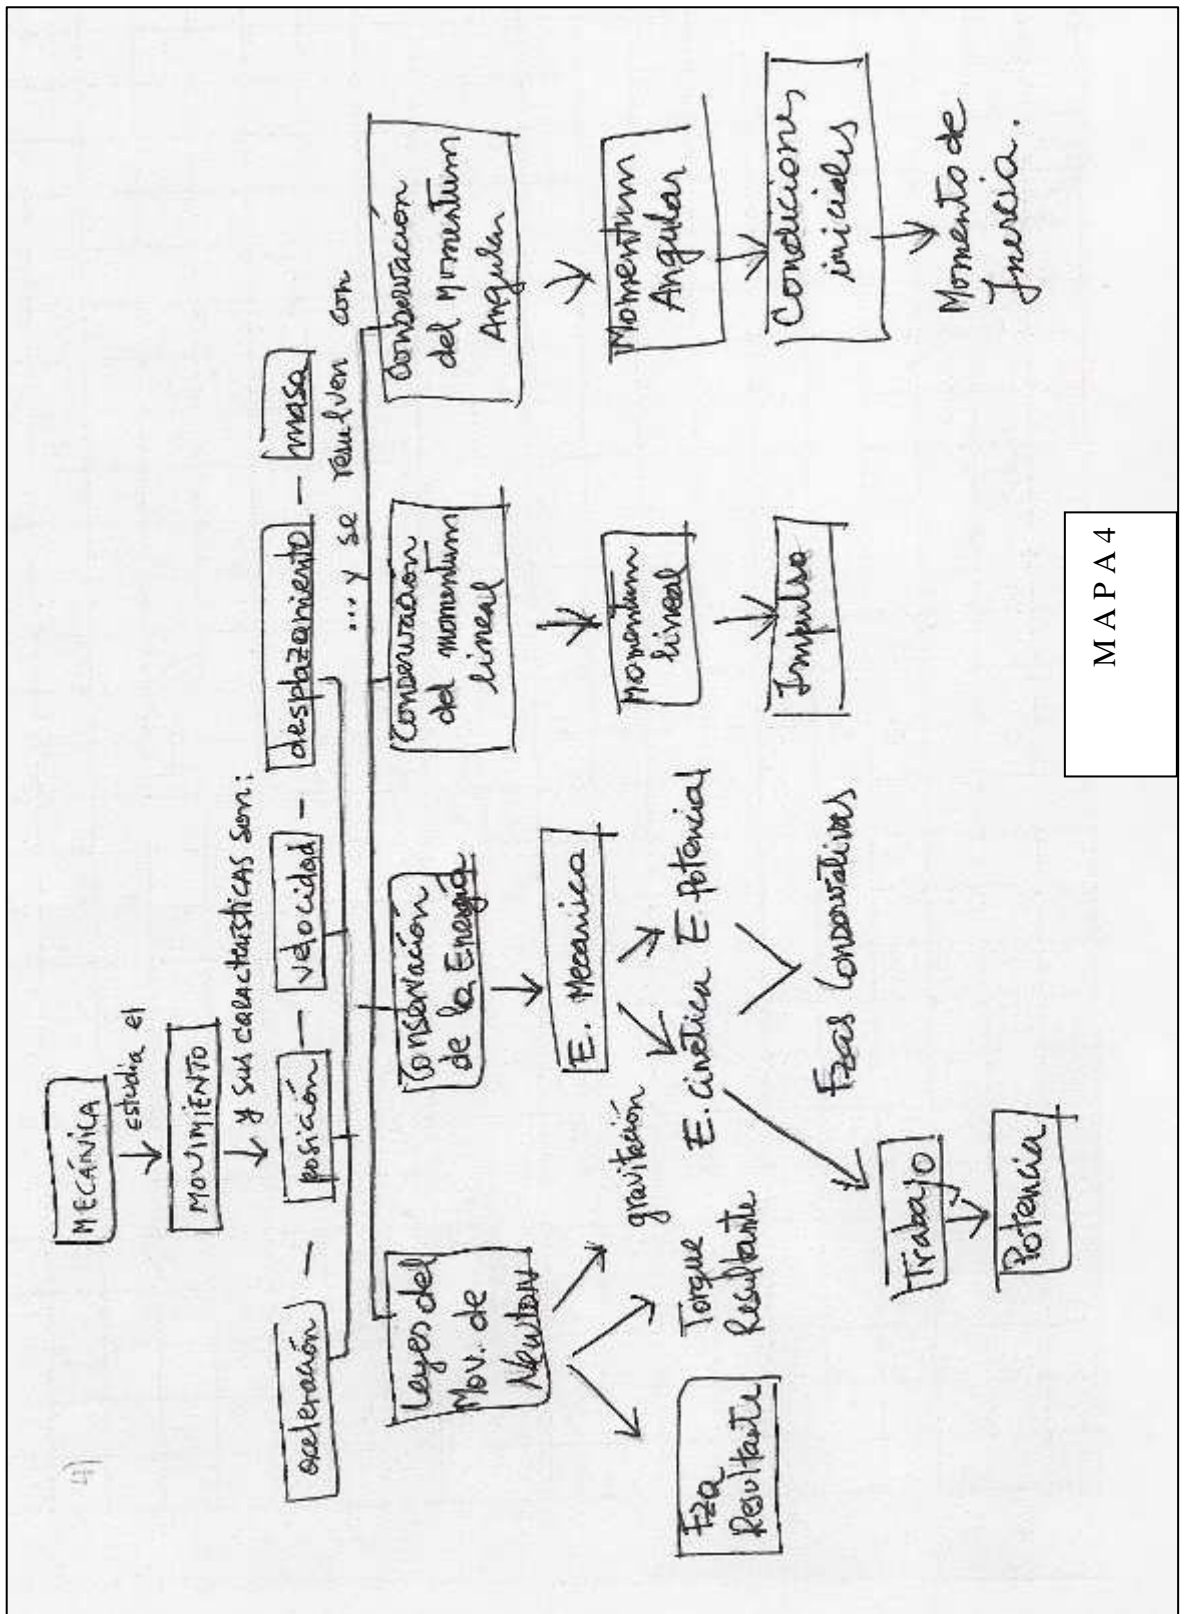 4)
MECÁNICA
estudia el
MOVIMIENTO
y sus características son:
aceleración — posición — velocidad — desplazamiento — masa
... y se resuelven con
Leyes del
Mov. de
Newton
Conservación
de la Energía
Conservación
del momentum
lineal
Conservación
del Momentum
Angular
Fza
Resultante
Torque
Resultante
gravitación
E. Mecánica
E. Cinética
E. Potencial
Fzas Conservativas
Trabajo
Potencia
Momentum
lineal
Impulso
Momentum
Angular
Condiciones
iniciales
Momento de
Inercia.
MAPA 4